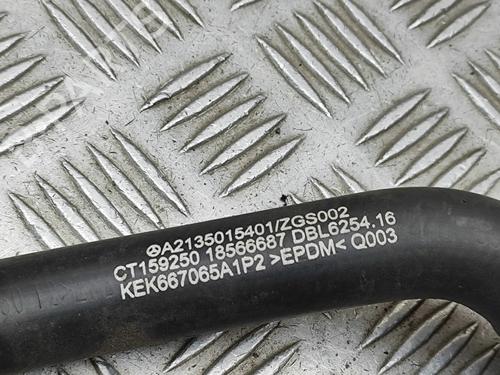 A2135015401/ZGS002
CT159250 18566687 DBL6254.16
KEK667065A1P2 >EPDM< Q003